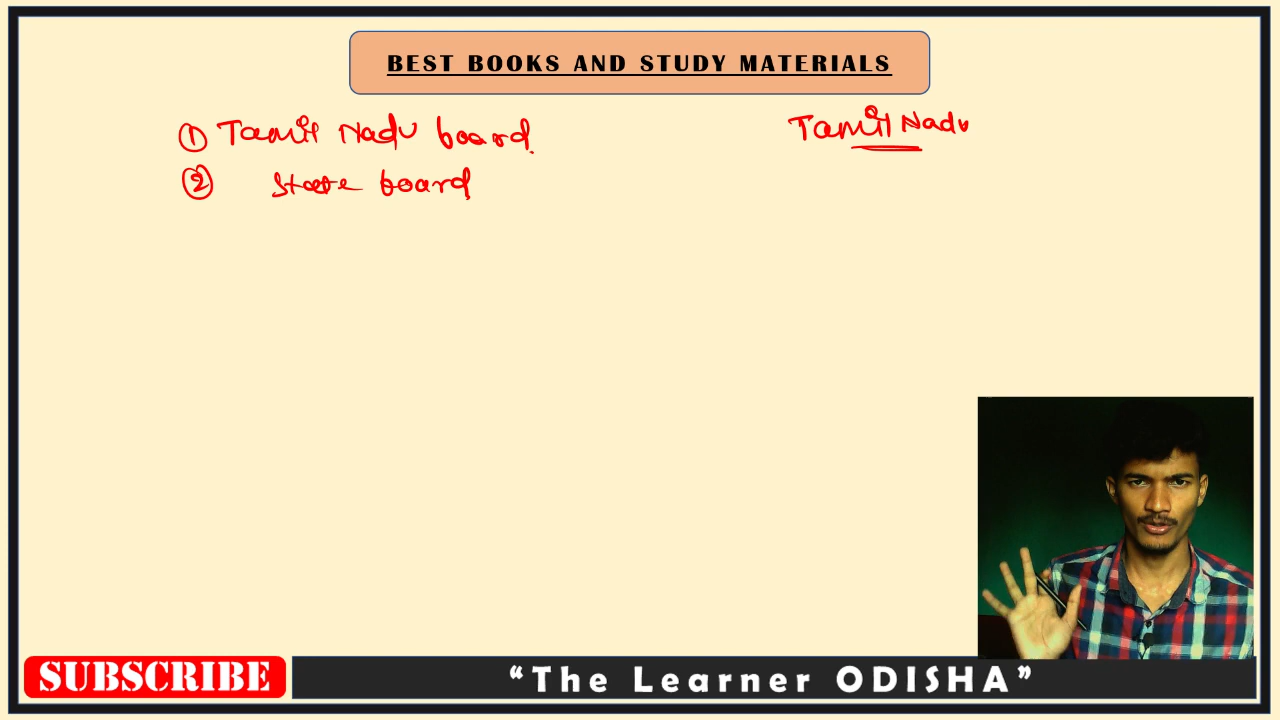 BEST BOOKS AND STUDY MATERIALS
① Tamil Nadu board.
Tamil Nadu
② State board
SUBSCRIBE
“The Learner ODISHA”